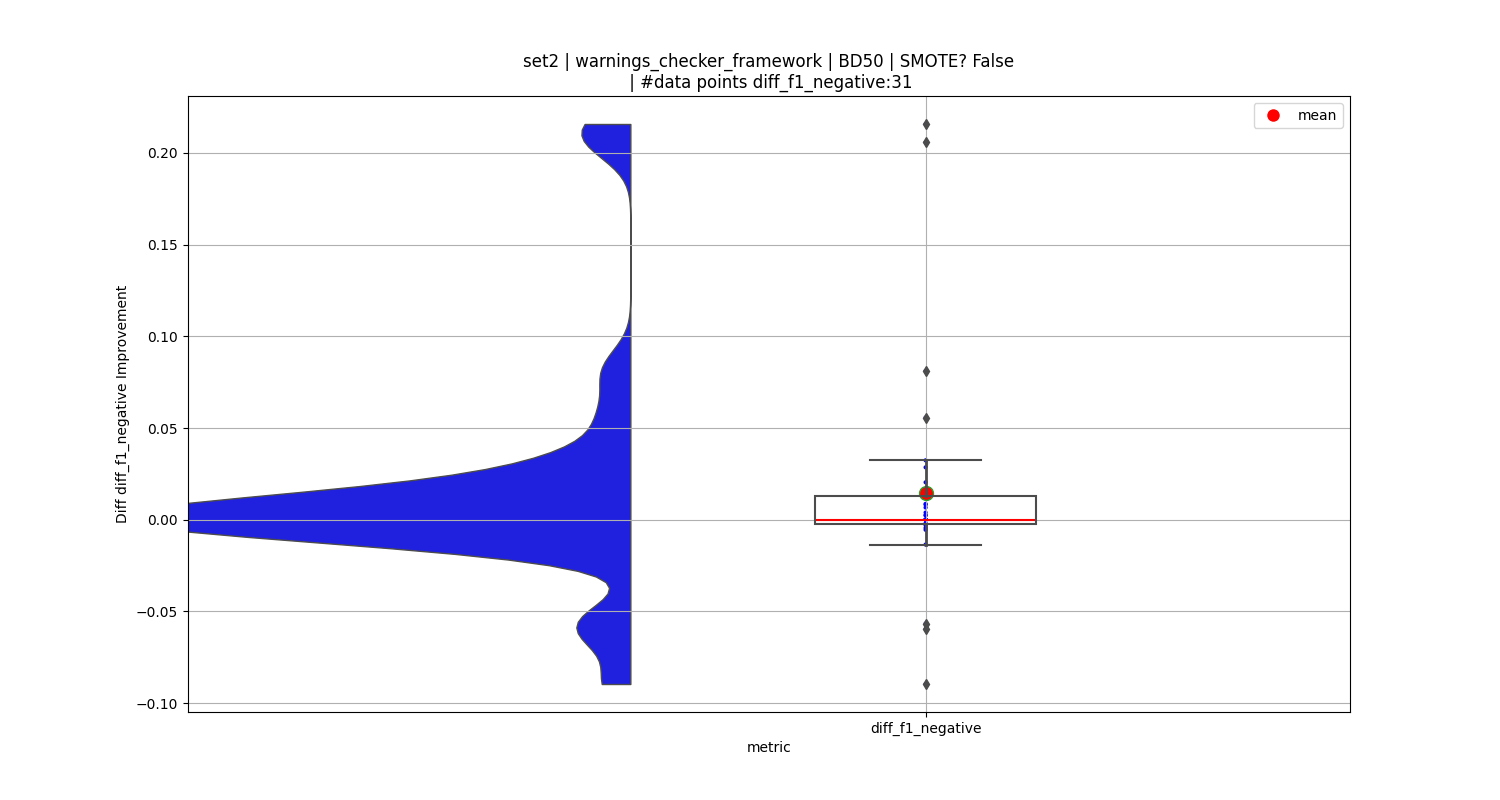 set2 | warnings_checker_framework | BD50 | SMOTE? False
| #data points diff_f1_negative:31
mean
0.20
0.15
0.10
0.05
0.00
−0.05
−0.10
Diff diff_f1_negative Improvement
diff_f1_negative
metric